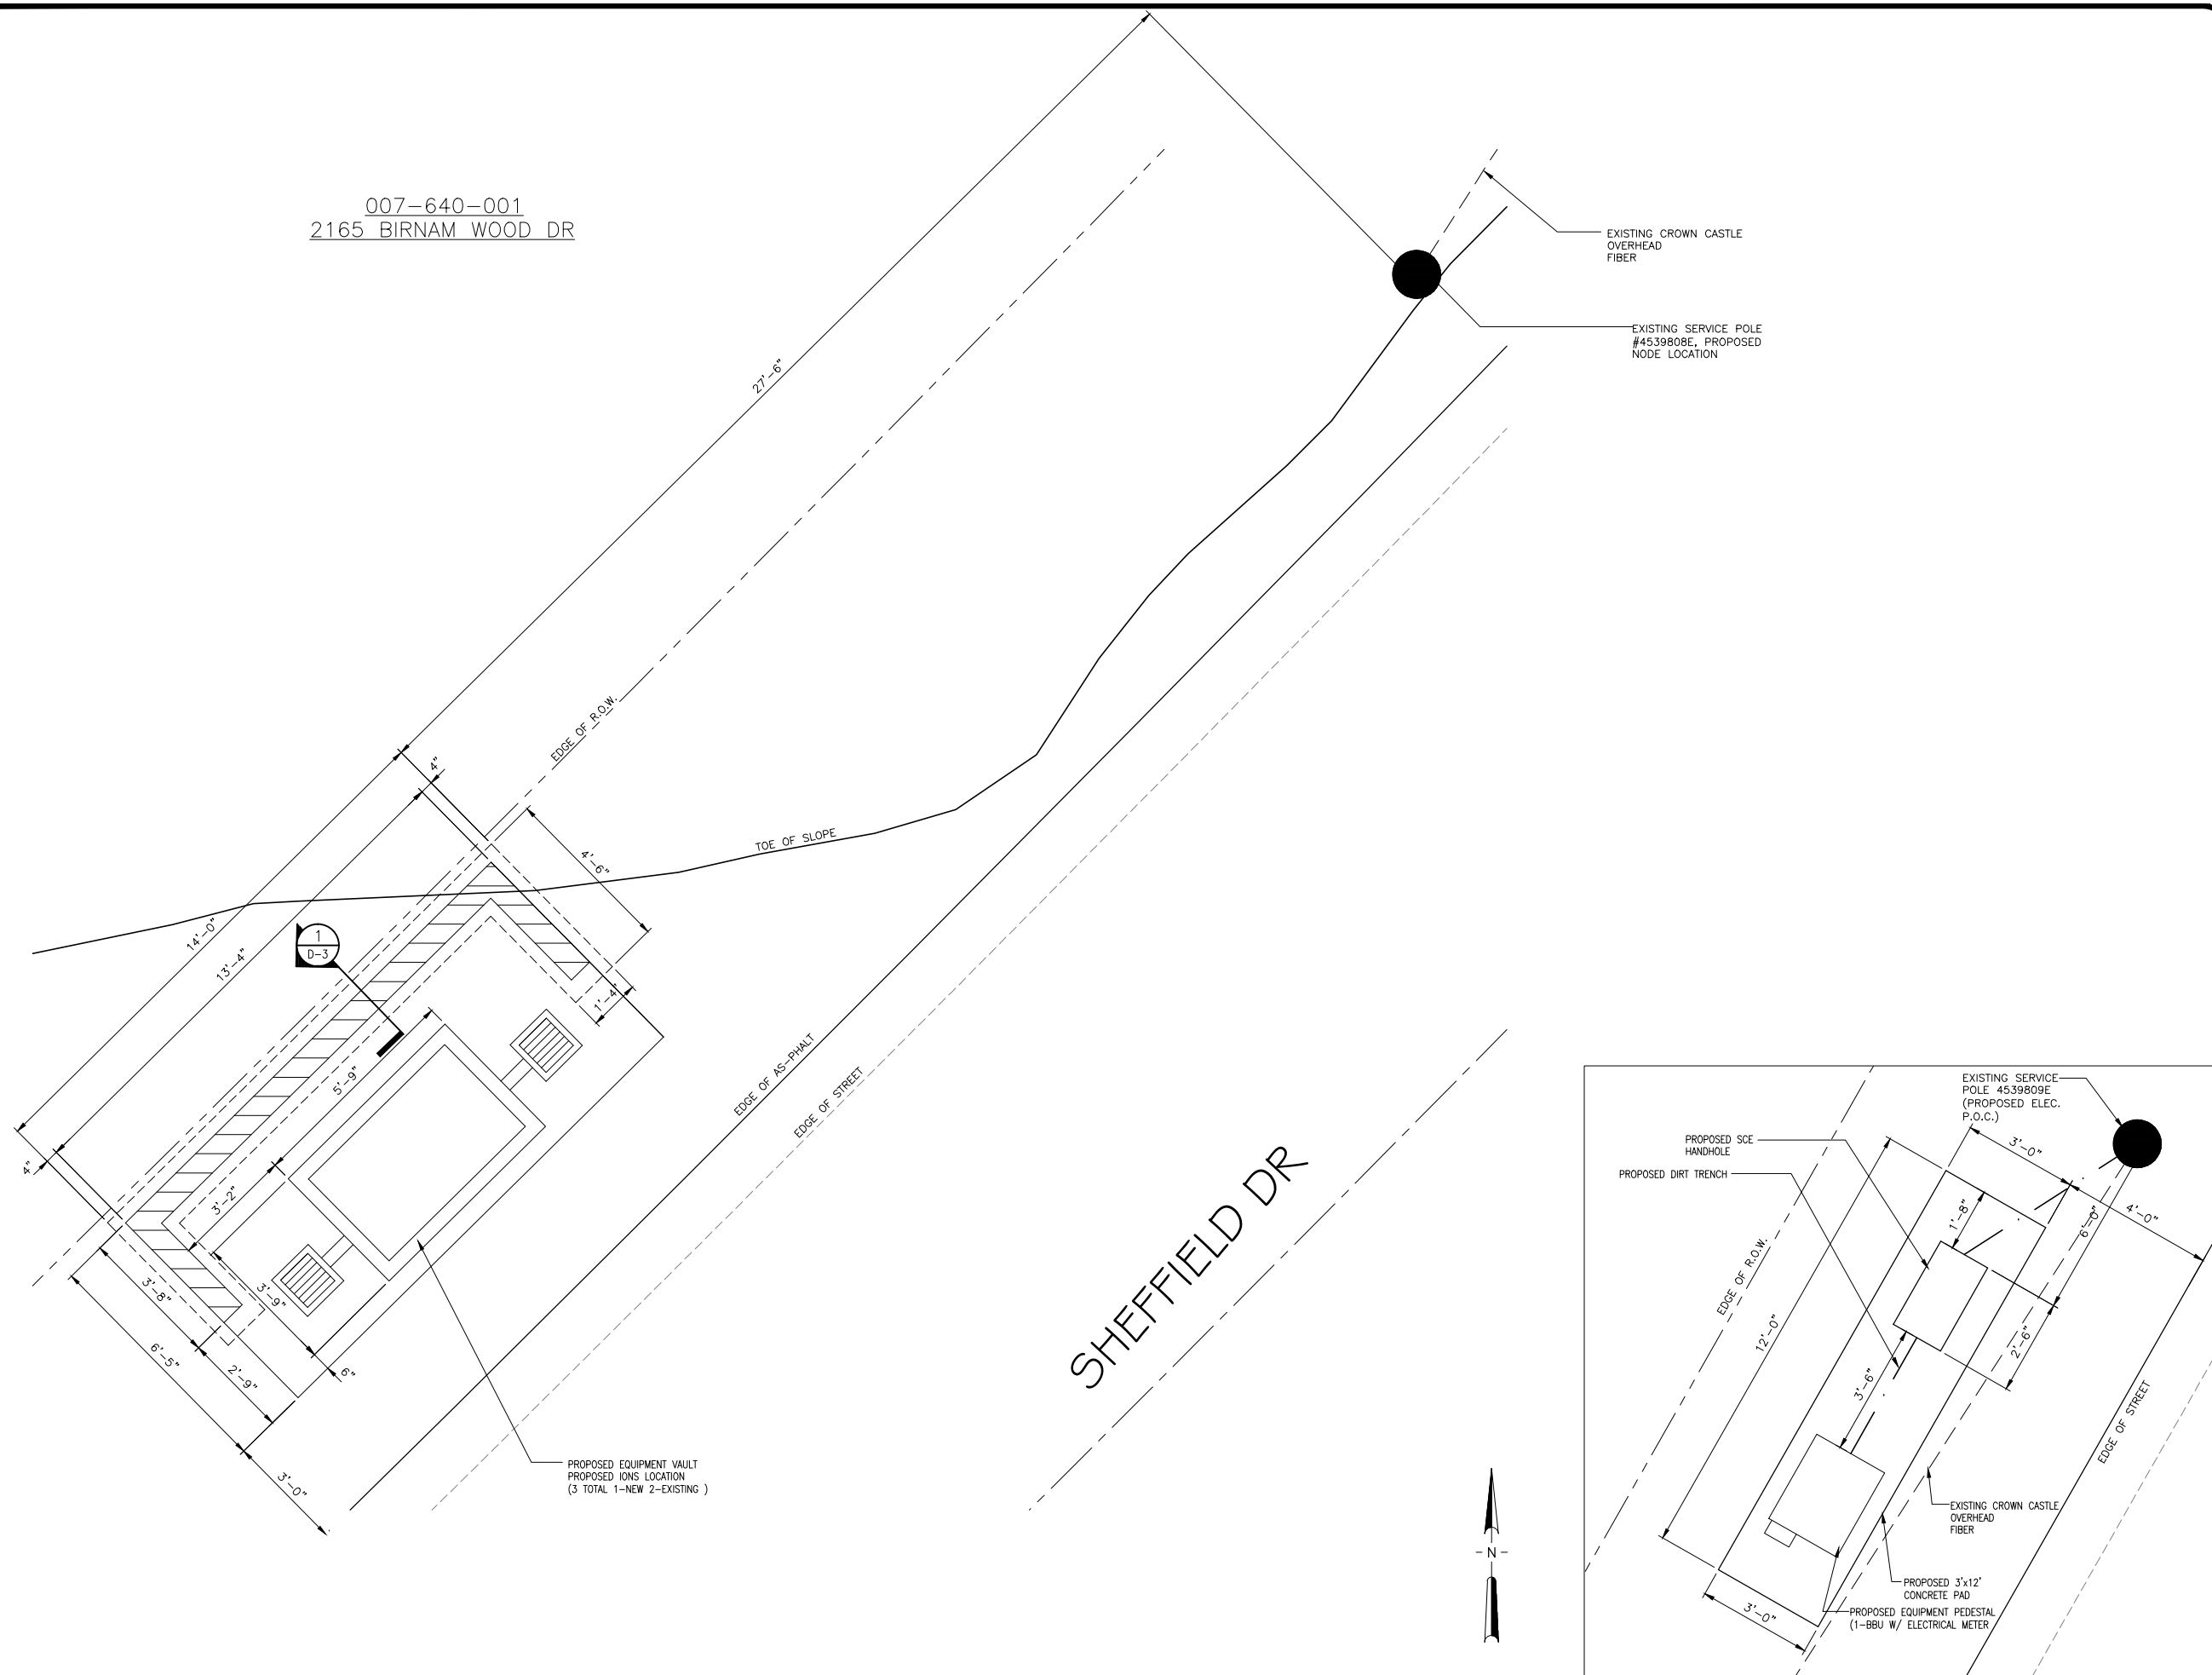 007-640-001
2165 BIRNAM WOOD DR
EXISTING CROWN CASTLE
OVERHEAD
FIBER
EXISTING SERVICE POLE
#4539808E, PROPOSED
NODE LOCATION
27'-6"
EDGE OF R.O.W.
4"
4'-6"
TOE OF SLOPE
14'-0"
13'-4"
1
D-3
1'-4"
5'-9"
EDGE OF AS-PHALT
EDGE OF STREET
4"
3'-2"
3'-8"
3'-9"
6'-5"
2'-9"
6"
3'-0"
PROPOSED EQUIPMENT VAULT
PROPOSED IONS LOCATION
(3 TOTAL 1-NEW 2-EXISTING )
SHEFFIELD DR
- N -
EXISTING SERVICE
POLE 4539809E
(PROPOSED ELEC.
P.O.C.)
PROPOSED SCE
HANDHOLE
PROPOSED DIRT TRENCH
3'-0"
4'-0"
1'-8"
6'-0"
EDGE OF R.O.W.
12'-0"
2'-6"
3'-6"
EDGE OF STREET
EXISTING CROWN CASTLE
OVERHEAD
FIBER
PROPOSED 3'x12'
CONCRETE PAD
PROPOSED EQUIPMENT PEDESTAL
(1-BBU W/ ELECTRICAL METER
3'-0"